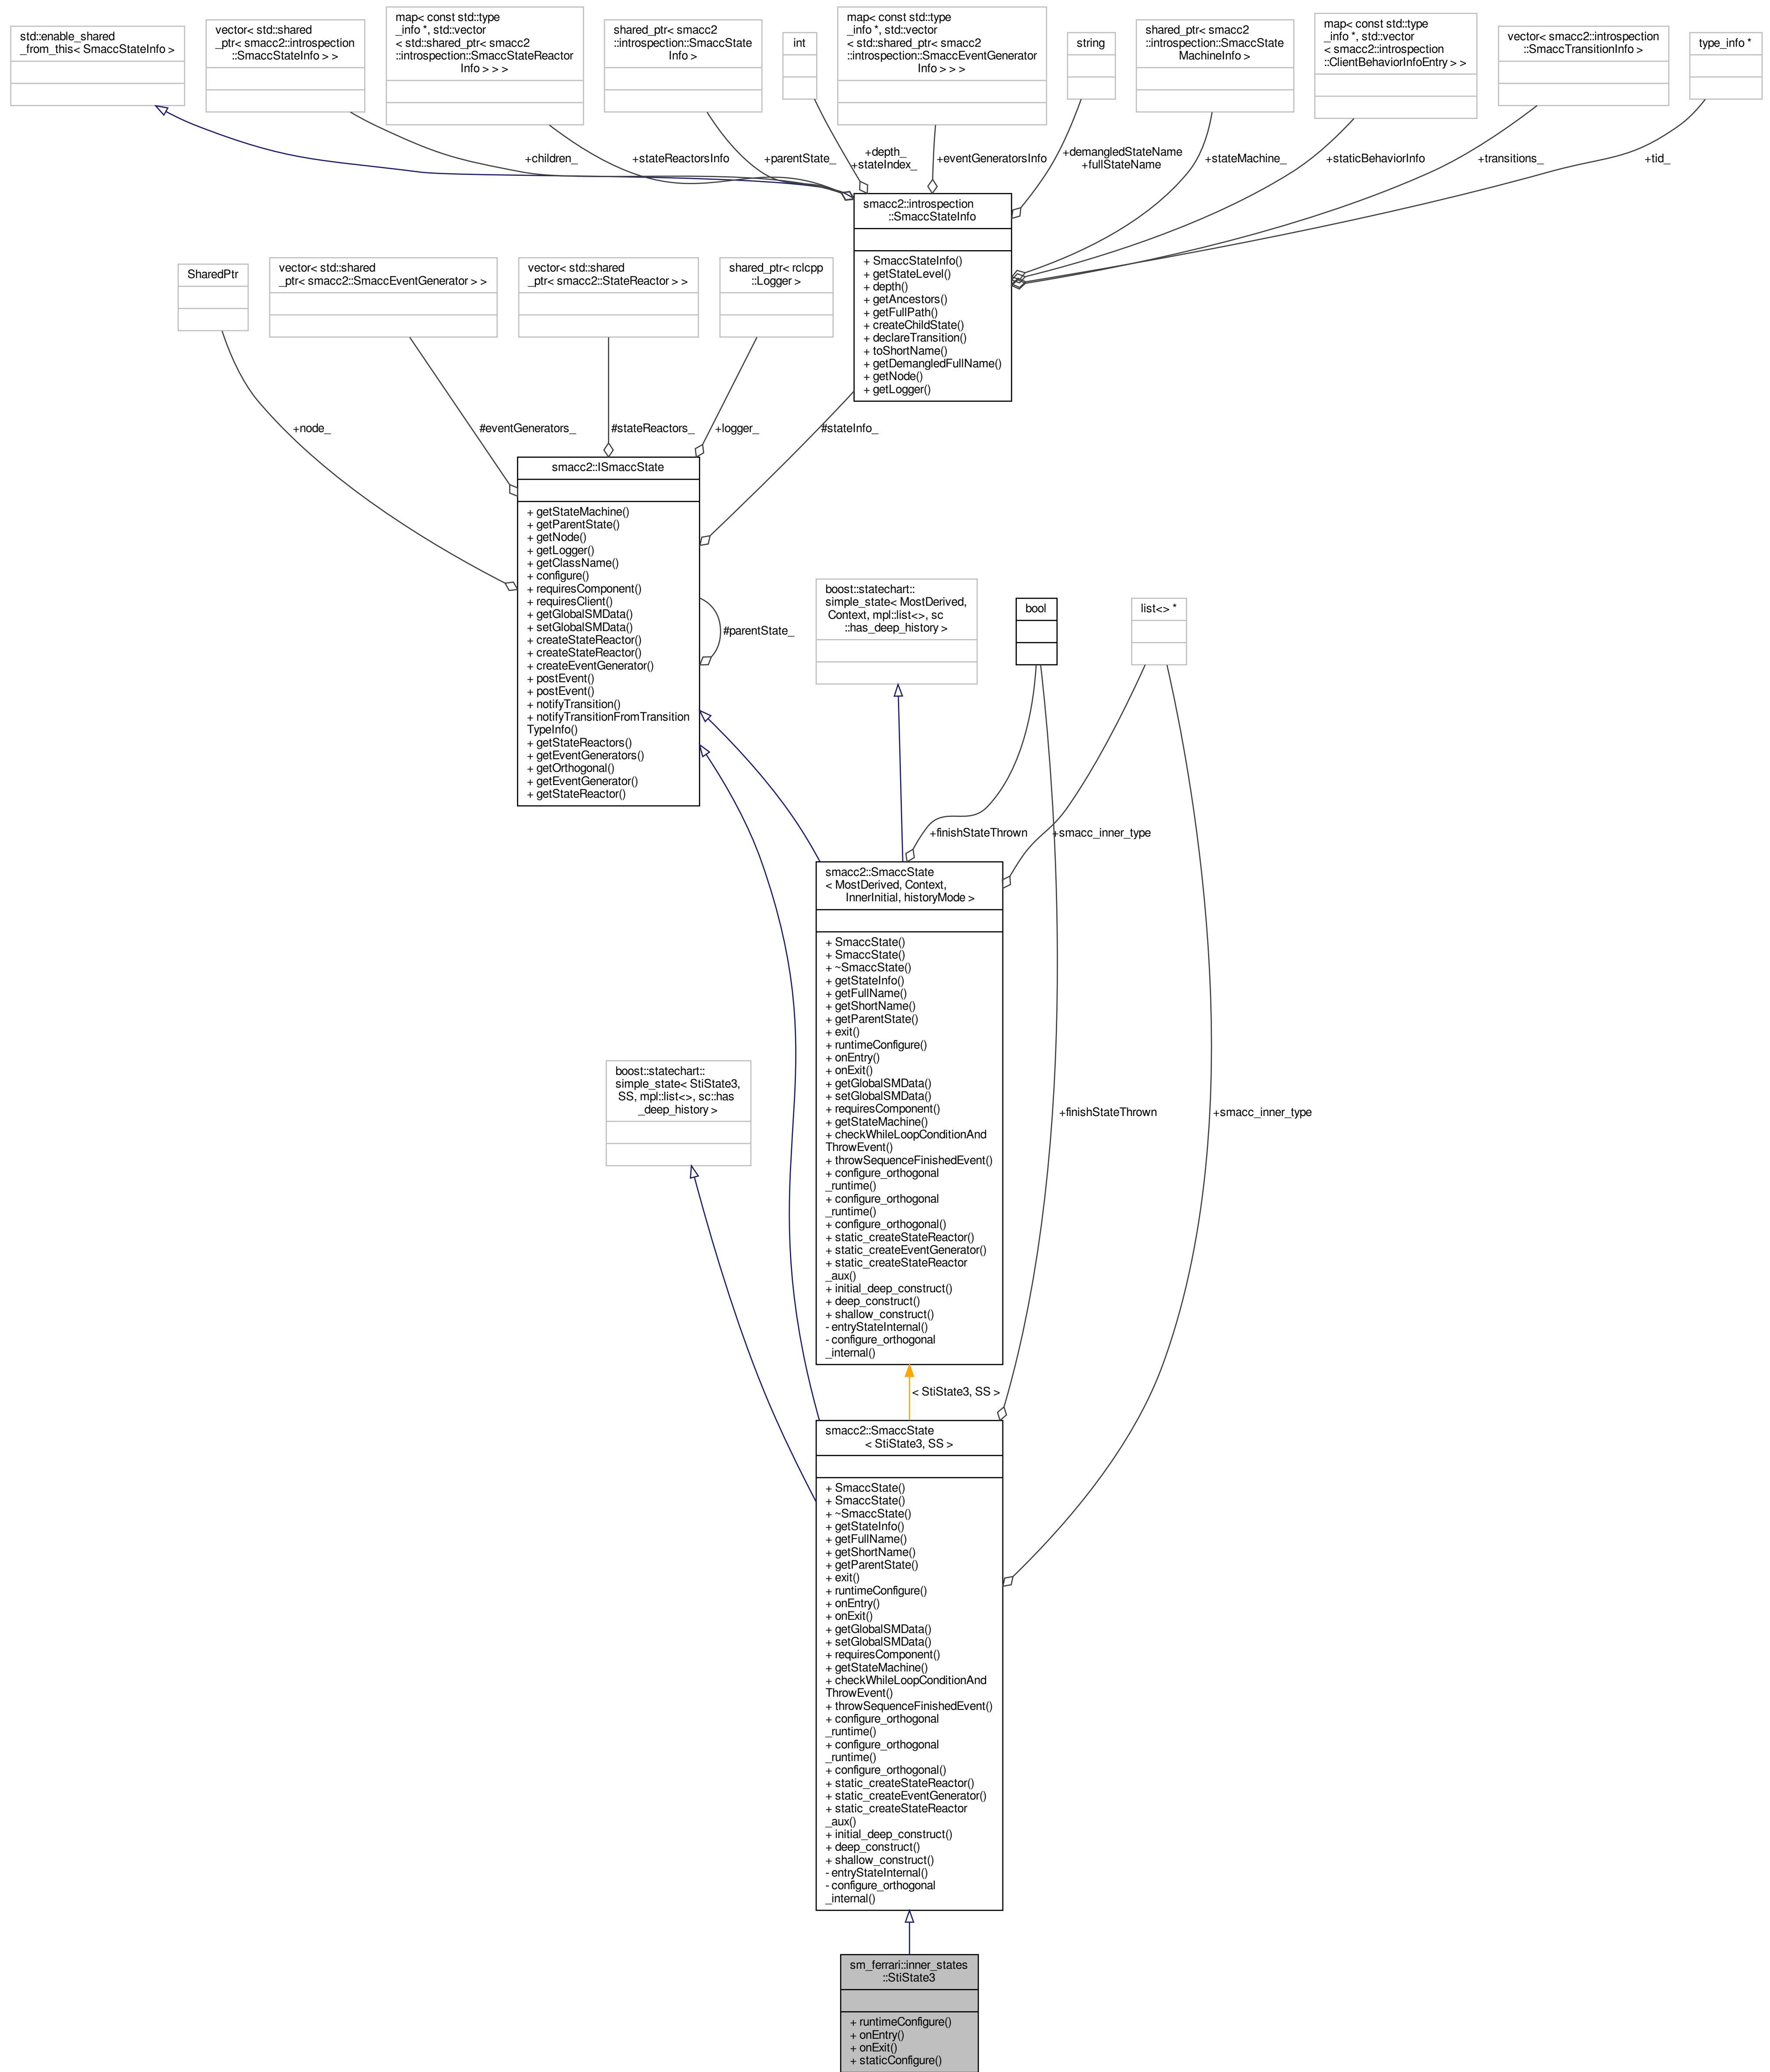 std::enable_shared
_from_this< SmaccStateInfo >
vector< std::shared
_ptr< smacc2::introspection
::SmaccStateInfo > >
map< const std::type
_info *, std::vector
< std::shared_ptr< smacc2
::introspection::SmaccStateReactor
Info > > >
shared_ptr< smacc2
::introspection::SmaccState
Info >
int
map< const std::type
_info *, std::vector
< std::shared_ptr< smacc2
::introspection::SmaccEventGenerator
Info > > >
string
shared_ptr< smacc2
::introspection::SmaccState
MachineInfo >
map< const std::type
_info *, std::vector
< smacc2::introspection
::ClientBehaviorInfoEntry > >
vector< smacc2::introspection
::SmaccTransitionInfo >
type_info *
+children_
+stateReactorsInfo
+parentState_
+depth_
+stateIndex_
+eventGeneratorsInfo
+demangledStateName
+fullStateName
+stateMachine_
+staticBehaviorInfo
+transitions_
+tid_
smacc2::introspection
::SmaccStateInfo
+ SmaccStateInfo()
+ getStateLevel()
+ depth()
+ getAncestors()
+ getFullPath()
+ createChildState()
+ declareTransition()
+ toShortName()
+ getDemangledFullName()
+ getNode()
+ getLogger()
SharedPtr
vector< std::shared
_ptr< smacc2::SmaccEventGenerator > >
vector< std::shared
_ptr< smacc2::StateReactor > >
shared_ptr< rclcpp
::Logger >
+node_
#eventGenerators_
#stateReactors_
+logger_
#stateInfo_
smacc2::ISmaccState
+ getStateMachine()
+ getParentState()
+ getNode()
+ getLogger()
+ getClassName()
+ configure()
+ requiresComponent()
+ requiresClient()
+ getGlobalSMData()
+ setGlobalSMData()
+ createStateReactor()
+ createStateReactor()
+ createEventGenerator()
+ postEvent()
+ postEvent()
+ notifyTransition()
+ notifyTransitionFromTransition
TypeInfo()
+ getStateReactors()
+ getEventGenerators()
+ getOrthogonal()
+ getEventGenerator()
+ getStateReactor()
#parentState_
boost::statechart::
simple_state< MostDerived,
Context, mpl::list<>, sc
::has_deep_history >
bool
list<> *
+finishStateThrown
+smacc_inner_type
smacc2::SmaccState
< MostDerived, Context,
InnerInitial, historyMode >
+ SmaccState()
+ SmaccState()
+ ~SmaccState()
+ getStateInfo()
+ getFullName()
+ getShortName()
+ getParentState()
+ exit()
+ runtimeConfigure()
+ onEntry()
+ onExit()
+ getGlobalSMData()
+ setGlobalSMData()
+ requiresComponent()
+ getStateMachine()
+ checkWhileLoopConditionAnd
ThrowEvent()
+ throwSequenceFinishedEvent()
+ configure_orthogonal
_runtime()
+ configure_orthogonal
_runtime()
+ configure_orthogonal()
+ static_createStateReactor()
+ static_createEventGenerator()
+ static_createStateReactor
_aux()
+ initial_deep_construct()
+ deep_construct()
+ shallow_construct()
- entryStateInternal()
- configure_orthogonal
_internal()
boost::statechart::
simple_state< StiState3,
SS, mpl::list<>, sc::has
_deep_history >
+finishStateThrown
+smacc_inner_type
< StiState3, SS >
smacc2::SmaccState
< StiState3, SS >
+ SmaccState()
+ SmaccState()
+ ~SmaccState()
+ getStateInfo()
+ getFullName()
+ getShortName()
+ getParentState()
+ exit()
+ runtimeConfigure()
+ onEntry()
+ onExit()
+ getGlobalSMData()
+ setGlobalSMData()
+ requiresComponent()
+ getStateMachine()
+ checkWhileLoopConditionAnd
ThrowEvent()
+ throwSequenceFinishedEvent()
+ configure_orthogonal
_runtime()
+ configure_orthogonal
_runtime()
+ configure_orthogonal()
+ static_createStateReactor()
+ static_createEventGenerator()
+ static_createStateReactor
_aux()
+ initial_deep_construct()
+ deep_construct()
+ shallow_construct()
- entryStateInternal()
- configure_orthogonal
_internal()
sm_ferrari::inner_states
::StiState3
+ runtimeConfigure()
+ onEntry()
+ onExit()
+ staticConfigure()